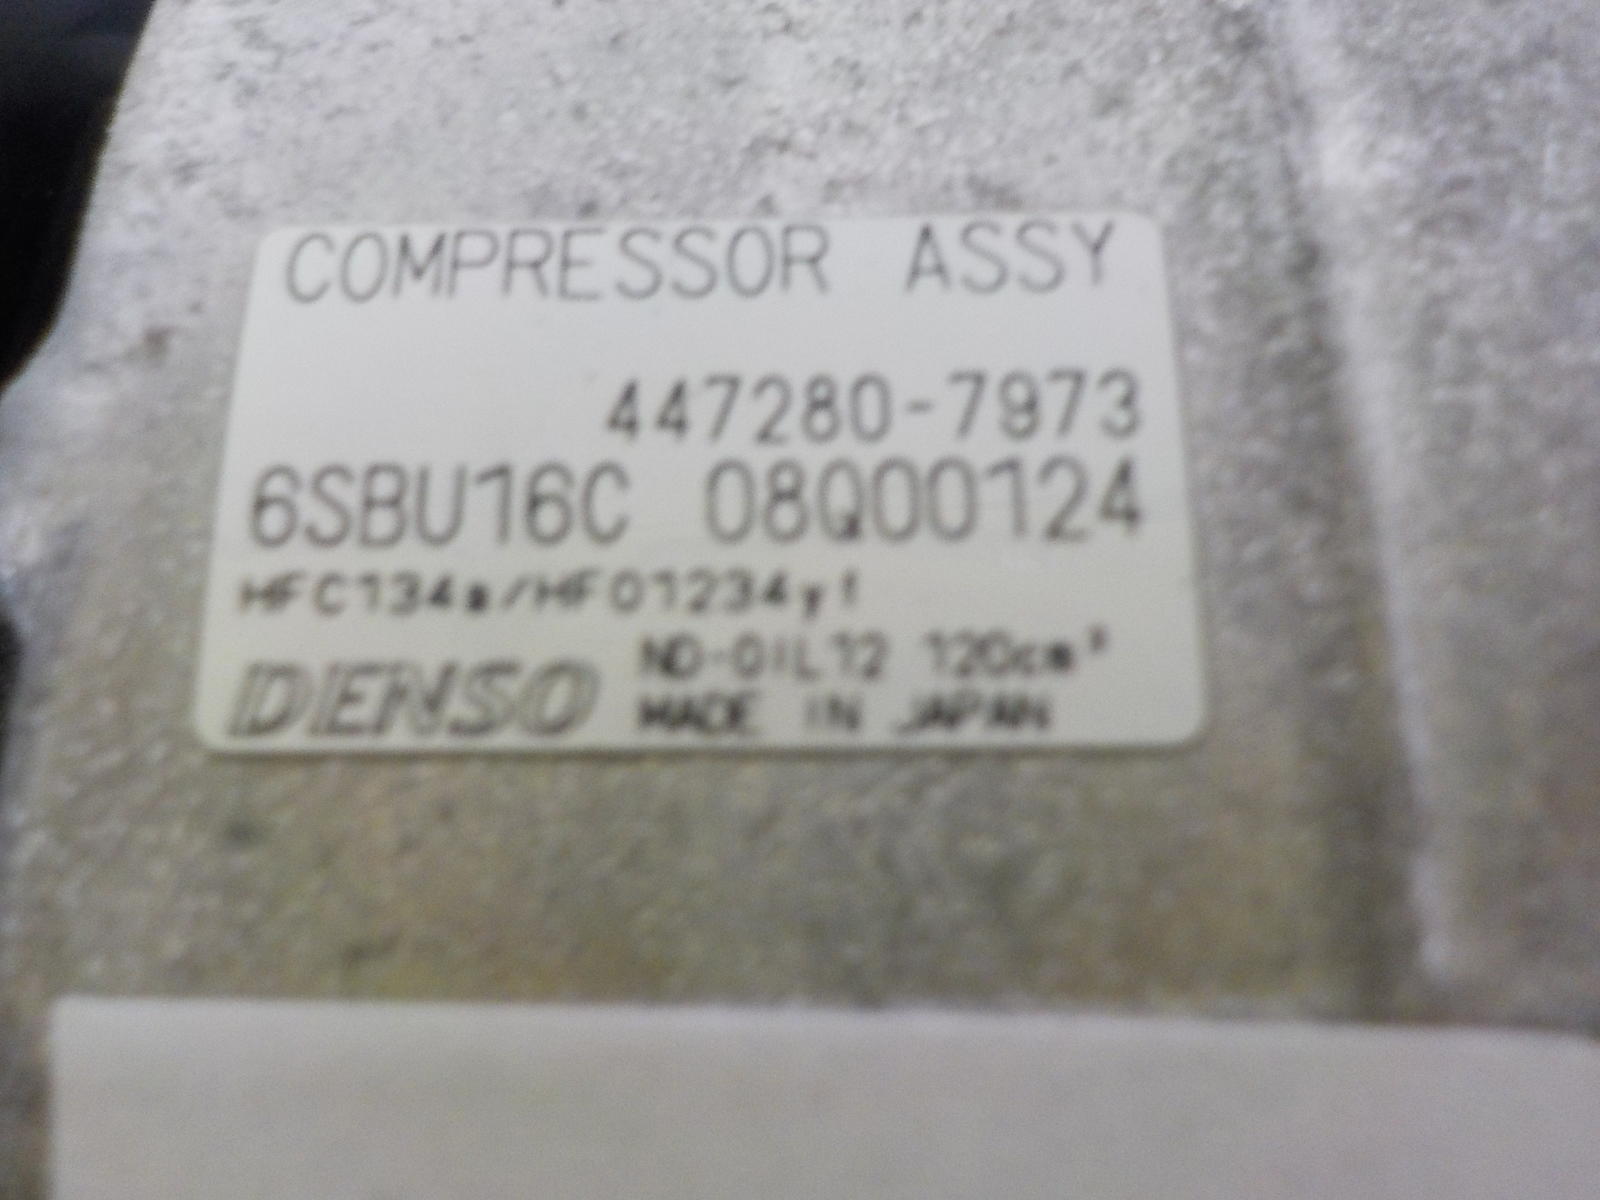 COMPRESSOR ASSY
447280-7973
6SBU16C 08Q00124
HFC134a/HFO1234yf
ND-OIL12 120cm³
DENSO MADE IN JAPAN